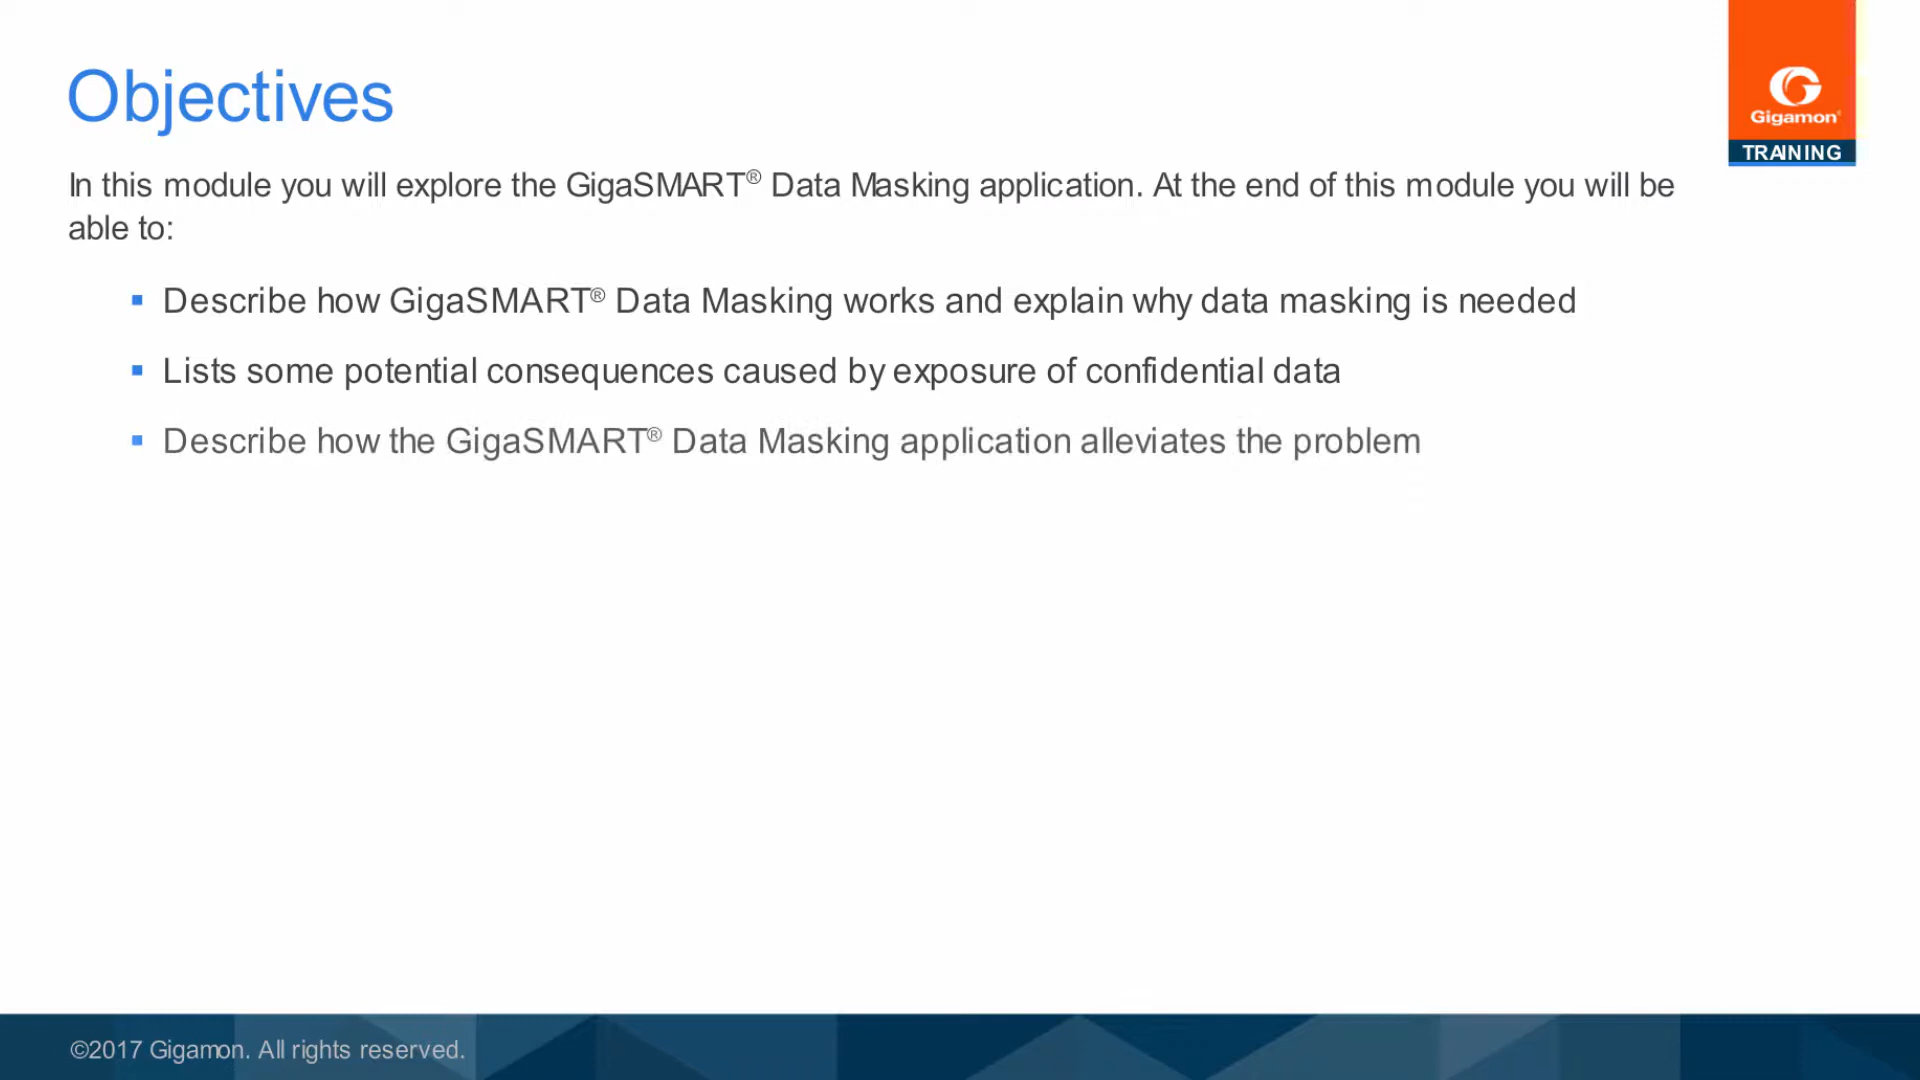 Objectives
Gigamon®
TRAINING
In this module you will explore the GigaSMART® Data Masking application. At the end of this module you will be
able to:
▪ Describe how GigaSMART® Data Masking works and explain why data masking is needed
▪ Lists some potential consequences caused by exposure of confidential data
▪ Describe how the GigaSMART® Data Masking application alleviates the problem
©2017 Gigamon. All rights reserved.